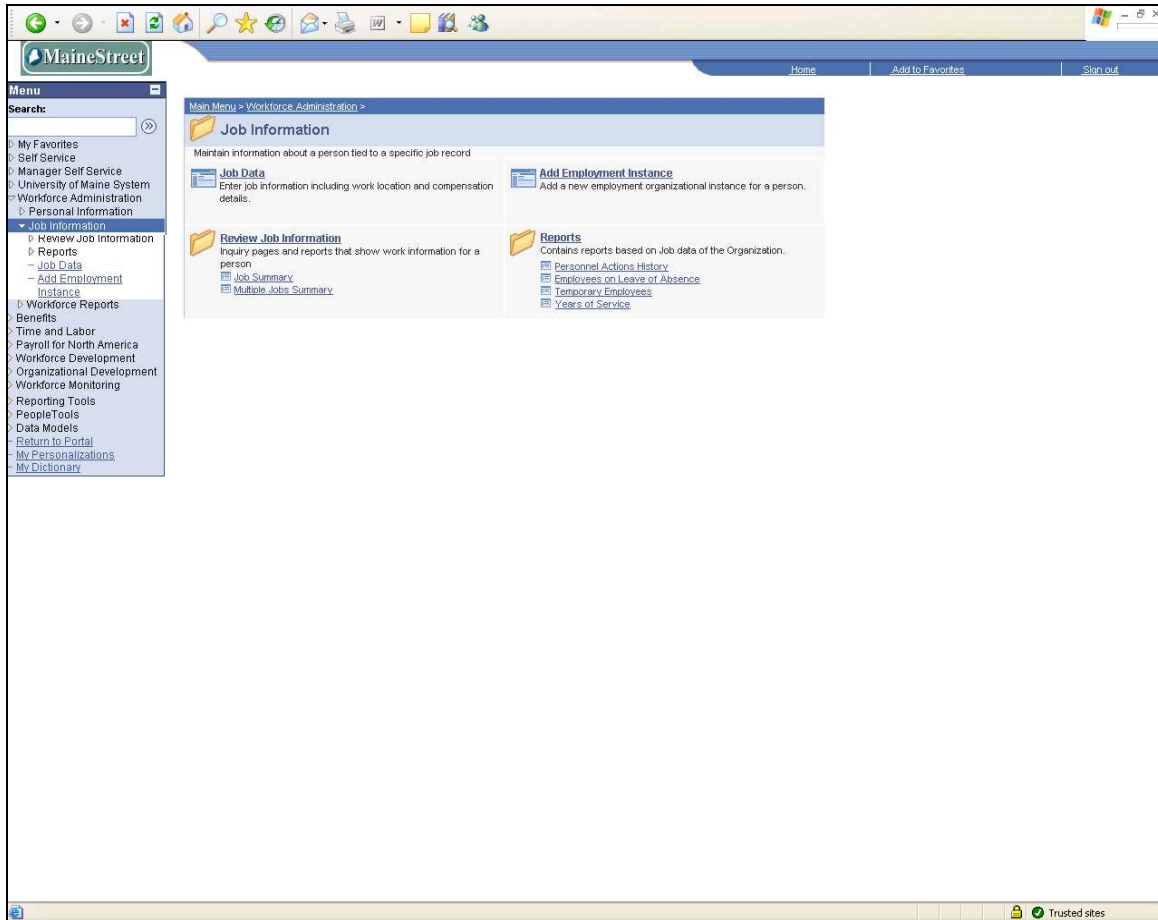 MaineStreet
Home
Add to Favorites
Sign out
Menu
Search:
My Favorites
Self Service
Manager Self Service
University of Maine System
Workforce Administration
Personal Information
Job Information
Review Job Information
Reports
Job Data
Add Employment
Instance
Workforce Reports
Benefits
Time and Labor
Payroll for North America
Workforce Development
Organizational Development
Workforce Monitoring
Reporting Tools
PeopleTools
Data Models
Return to Portal
My Personalizations
My Dictionary
Main Menu > Workforce Administration >
Job Information
Maintain information about a person tied to a specific job record
Job Data
Enter job information including work location and compensation
details.
Add Employment Instance
Add a new employment organizational instance for a person.
Review Job Information
Inquiry pages and reports that show work information for a
person
Job Summary
Multiple Jobs Summary
Reports
Contains reports based on Job data of the Organization.
Personnel Actions History
Employees on Leave of Absence
Temporary Employees
Years of Service
Trusted sites